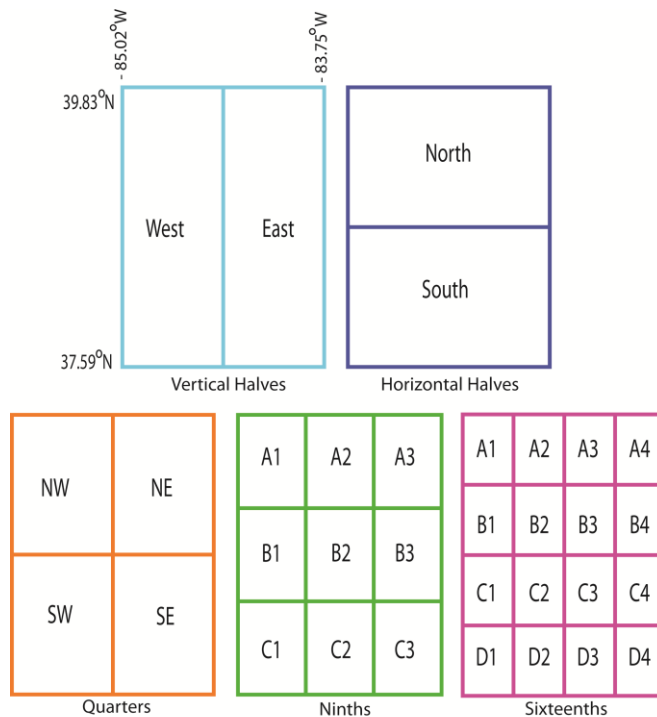 - 85.02°W
- 83.75°W
39.83°N
37.59°N
West
East
Vertical Halves
North
South
Horizontal Halves
NW
NE
SW
SE
Quarters
A1 A2 A3
B1 B2 B3
C1 C2 C3
Ninths
A1 A2 A3 A4
B1 B2 B3 B4
C1 C2 C3 C4
D1 D2 D3 D4
Sixteenths